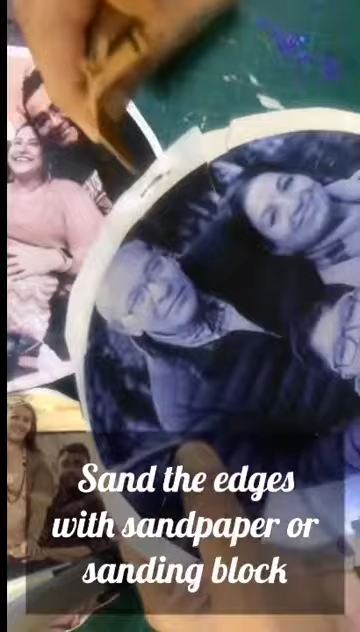 Sand the edges
with sandpaper or
sanding block